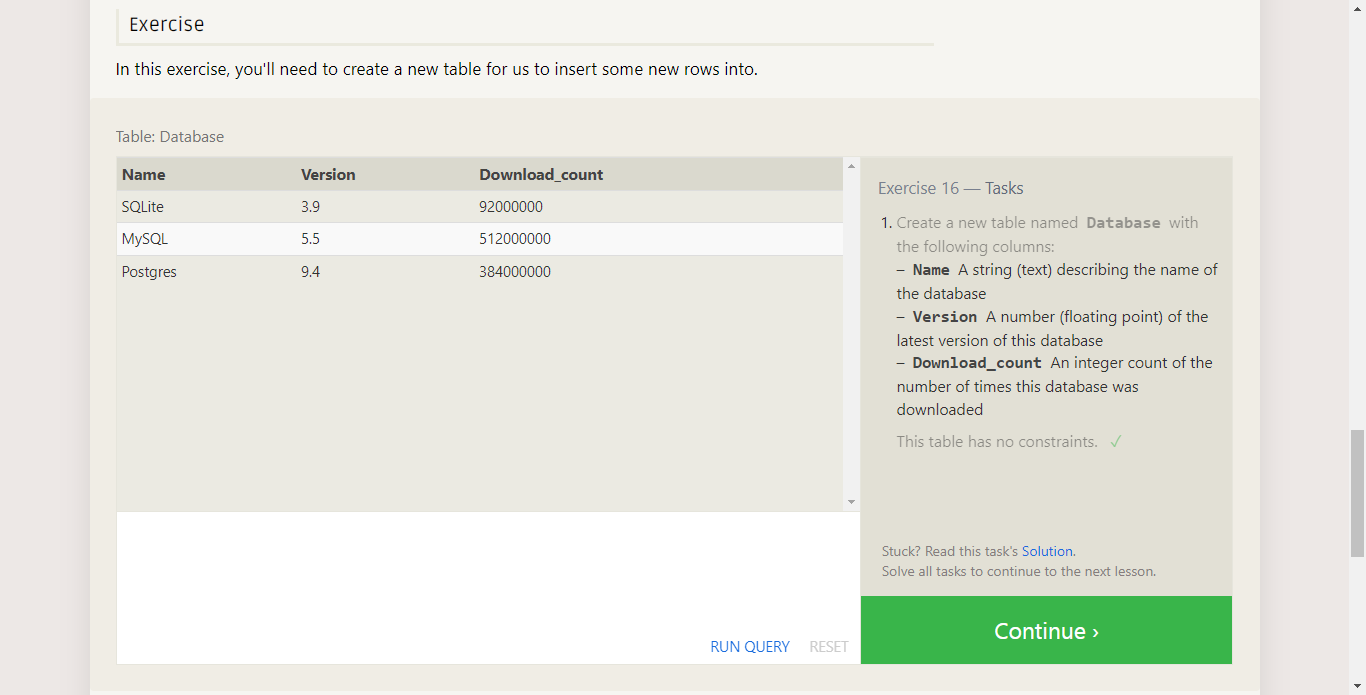 Exercise
In this exercise, you'll need to create a new table for us to insert some new rows into.
Table: Database
Name Version Download_count
SQLite 3.9 92000000
MySQL 5.5 512000000
Postgres 9.4 384000000
RUN QUERY RESET
Exercise 16 — Tasks
1. Create a new table named Database with
the following columns:
– Name A string (text) describing the name of
the database
– Version A number (floating point) of the
latest version of this database
– Download_count An integer count of the
number of times this database was
downloaded
This table has no constraints. ✓
Stuck? Read this task's Solution.
Solve all tasks to continue to the next lesson.
Continue ›